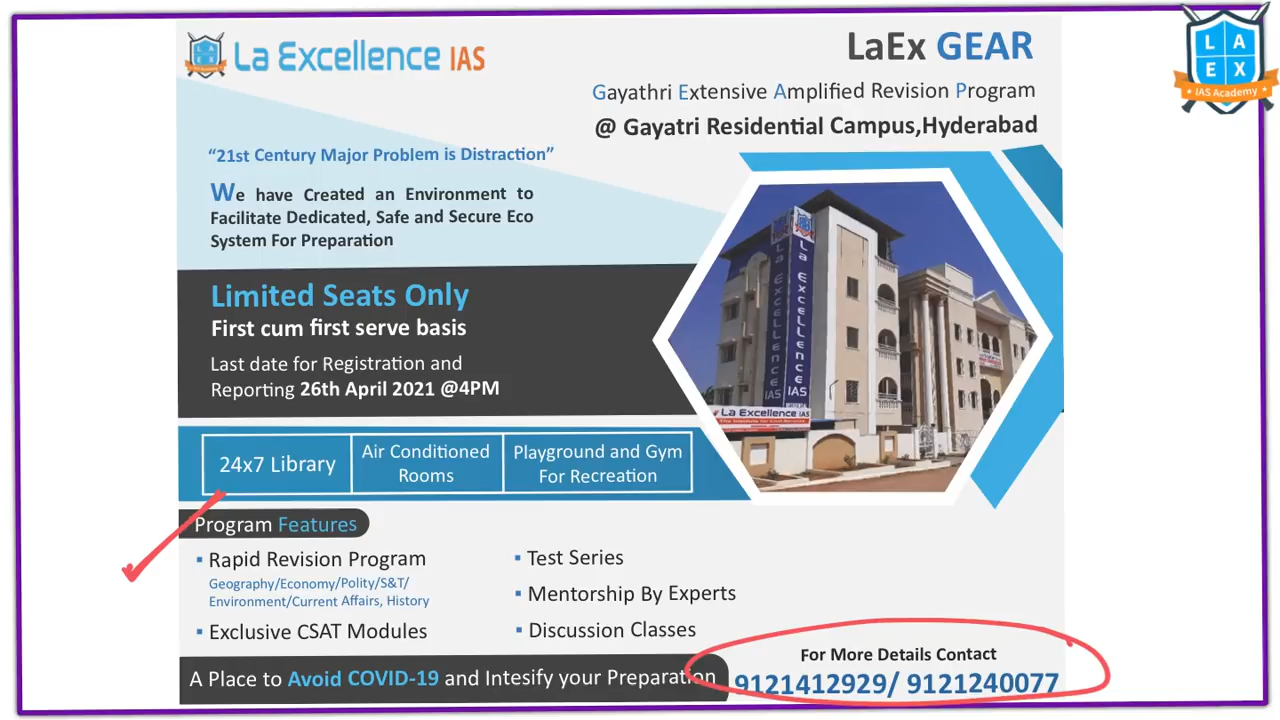 La Excellence IAS
LaEx GEAR
Gayathri Extensive Amplified Revision Program
@ Gayatri Residential Campus,Hyderabad
L A
E X
IAS Academy
“21st Century Major Problem is Distraction”
We have Created an Environment to
Facilitate Dedicated, Safe and Secure Eco
System For Preparation
Limited Seats Only
First cum first serve basis
Last date for Registration and
Reporting 26th April 2021 @4PM
La Excellence IAS
La Excellence IAS
La Excellence IAS
24x7 Library
Air Conditioned
Rooms
Playground and Gym
For Recreation
Program Features
▪ Rapid Revision Program
Geography/Economy/Polity/S&T/
Environment/Current Affairs, History
▪ Exclusive CSAT Modules
▪ Test Series
▪ Mentorship By Experts
▪ Discussion Classes
A Place to Avoid COVID-19 and Intesify your Preparation
For More Details Contact
9121412929/ 9121240077